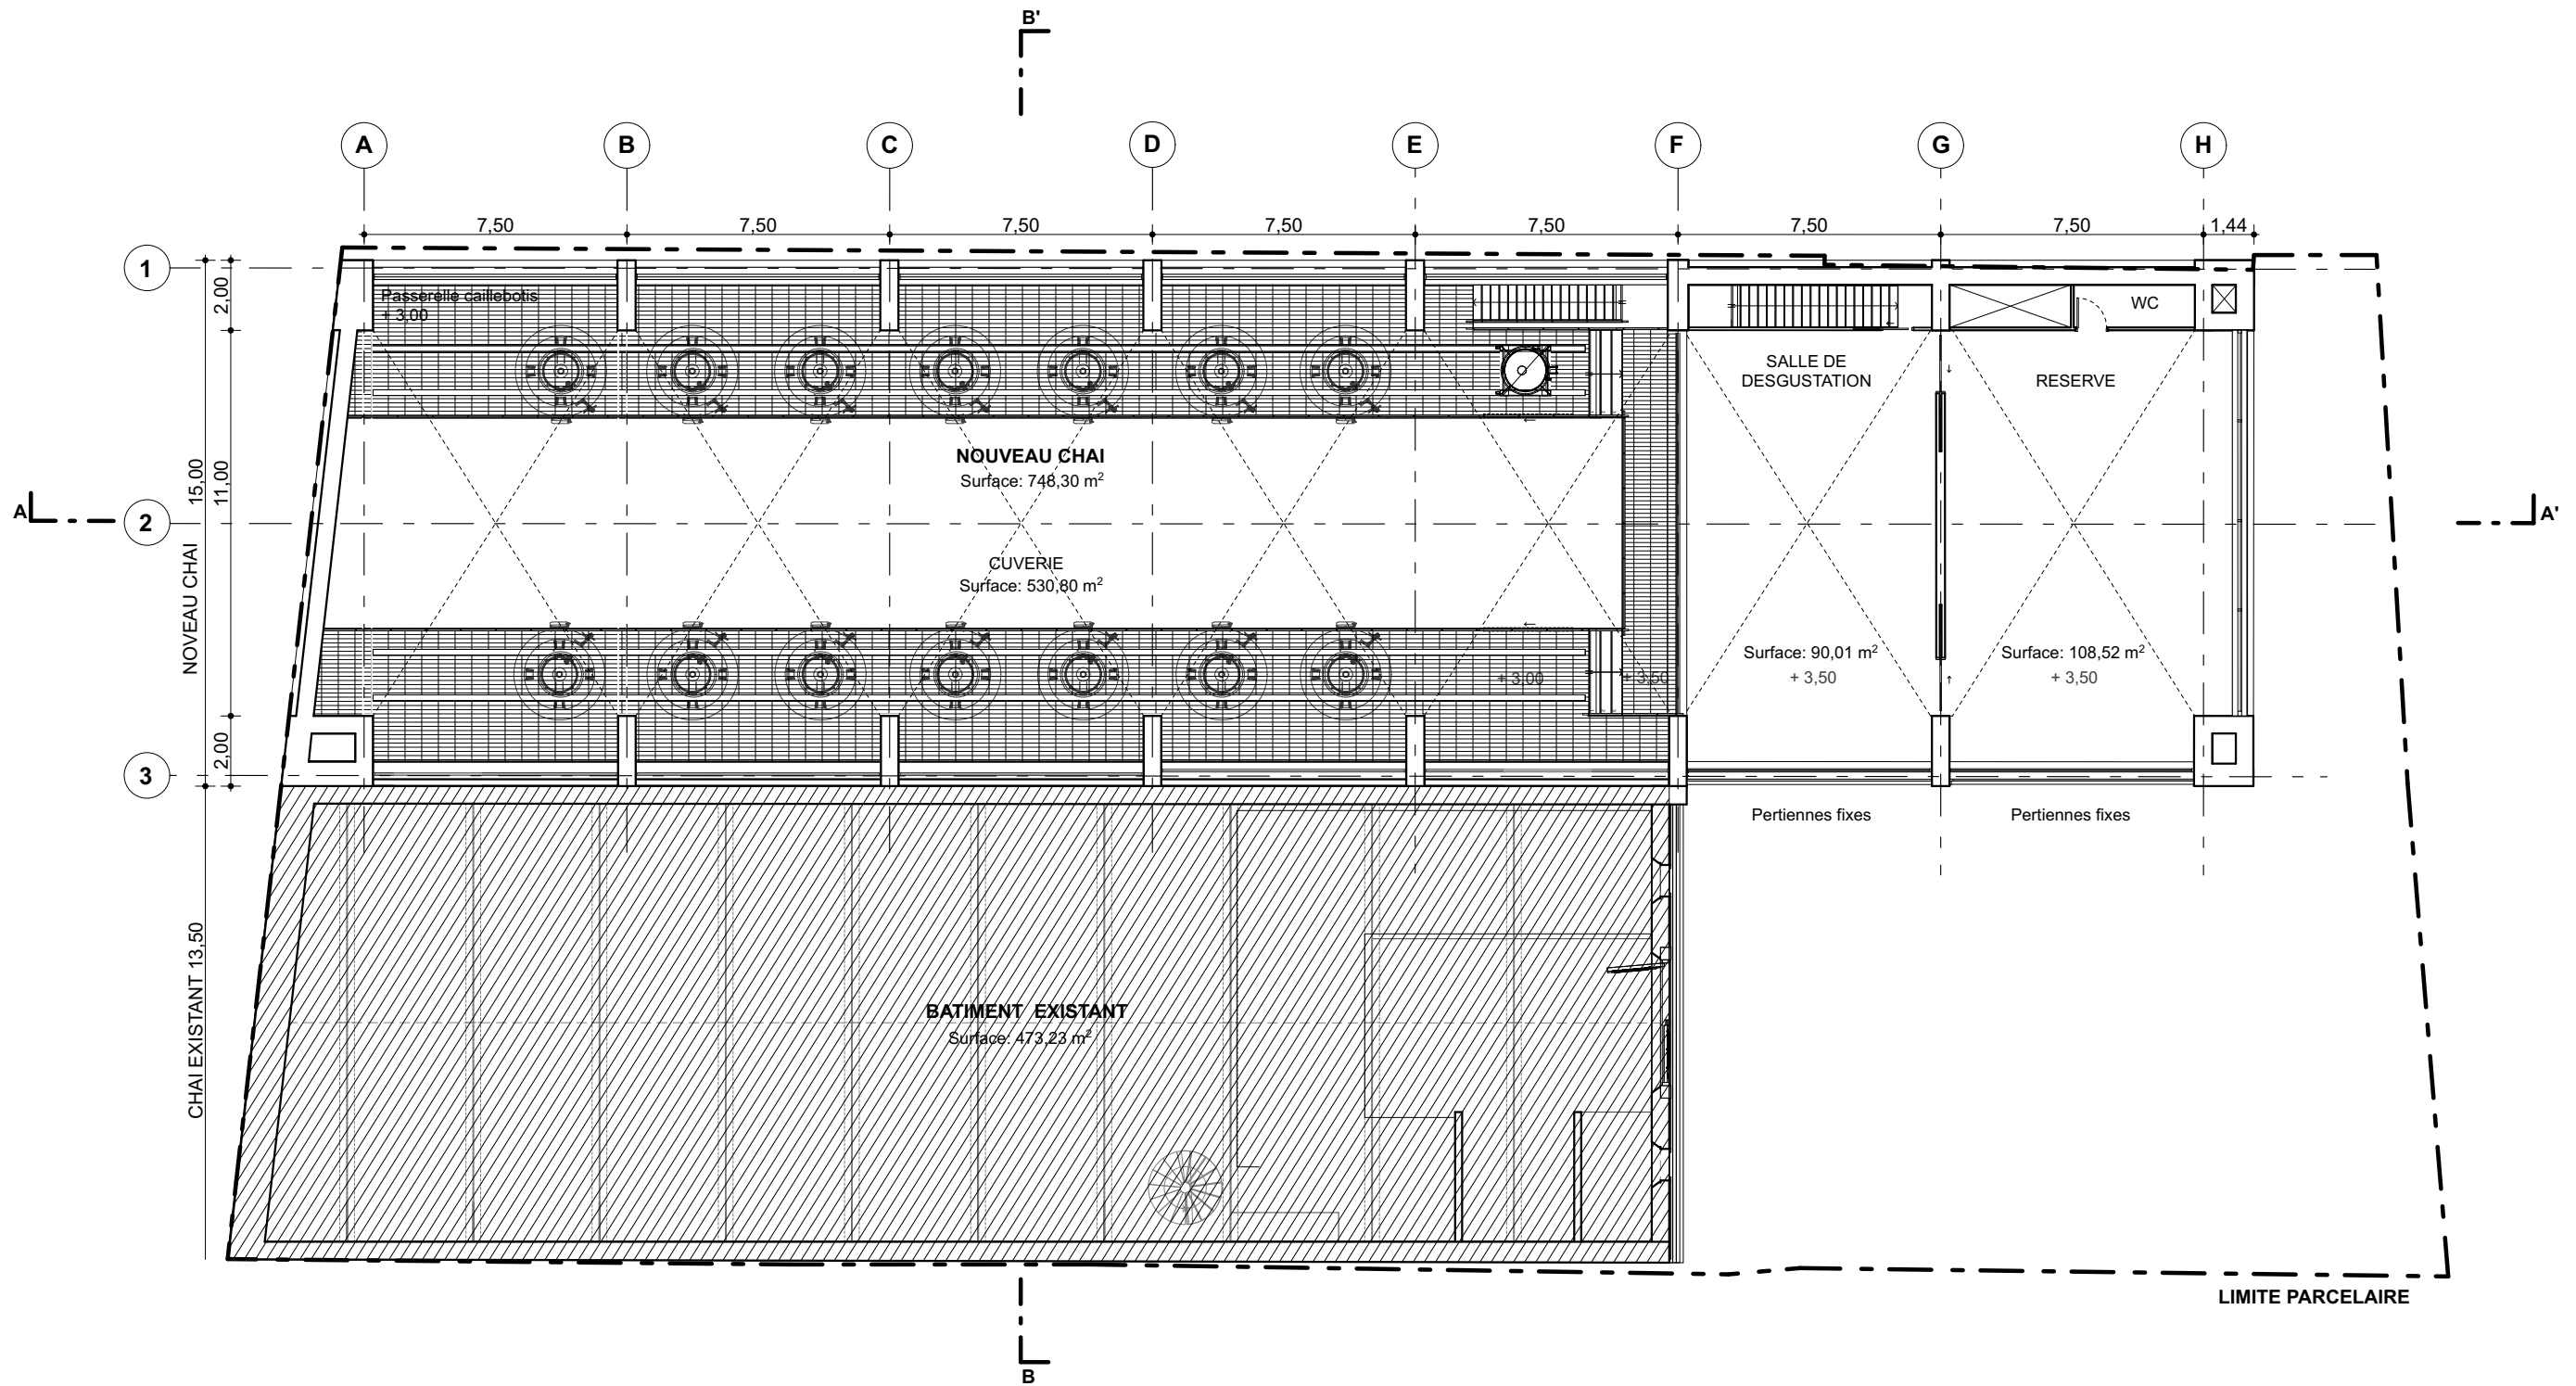 B'
A
B
C
D
E
F
G
H
7,50
7,50
7,50
7,50
7,50
7,50
7,50
1,44
1
2,00
Passerelle caillebotis
+ 3,00
WC
SALLE DE
DESGUSTATION
RESERVE
NOUVEAU CHAI
Surface: 748,30 m²
15,00
11,00
A
2
A'
NOVEAU CHAI
CUVERIE
Surface: 530,80 m²
Surface: 90,01 m²
+ 3,50
Surface: 108,52 m²
+ 3,50
+ 3,00
+ 3,50
2,00
3
Pertiennes fixes
Pertiennes fixes
CHAI EXISTANT 13,50
BATIMENT EXISTANT
Surface: 473,23 m²
LIMITE PARCELAIRE
B